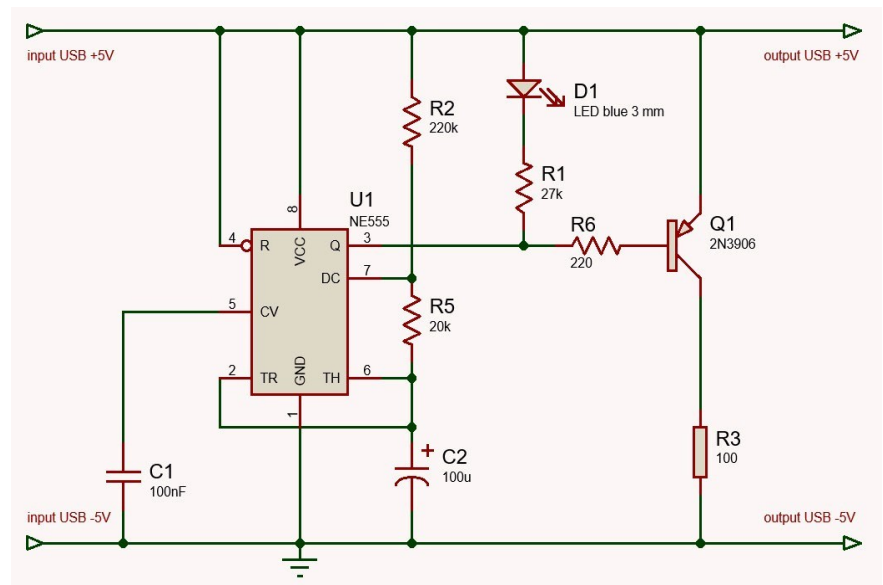 input USB +5V
output USB +5V
D1
LED blue 3 mm
R2
220k
R1
27k
U1
NE555
8
4
R
VCC
Q
3
R6
220
Q1
2N3906
DC
7
5
CV
R5
20k
2
TR
GND
TH
6
1
C1
100nF
+
C2
100u
R3
100
input USB -5V
output USB -5V